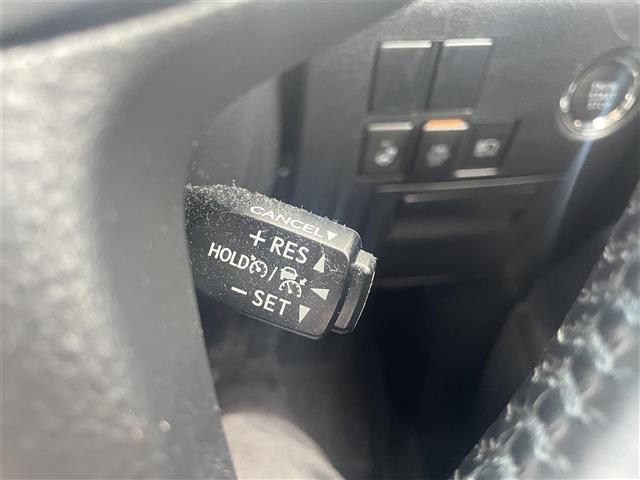 CANCEL
+ RES
HOLD /
- SET